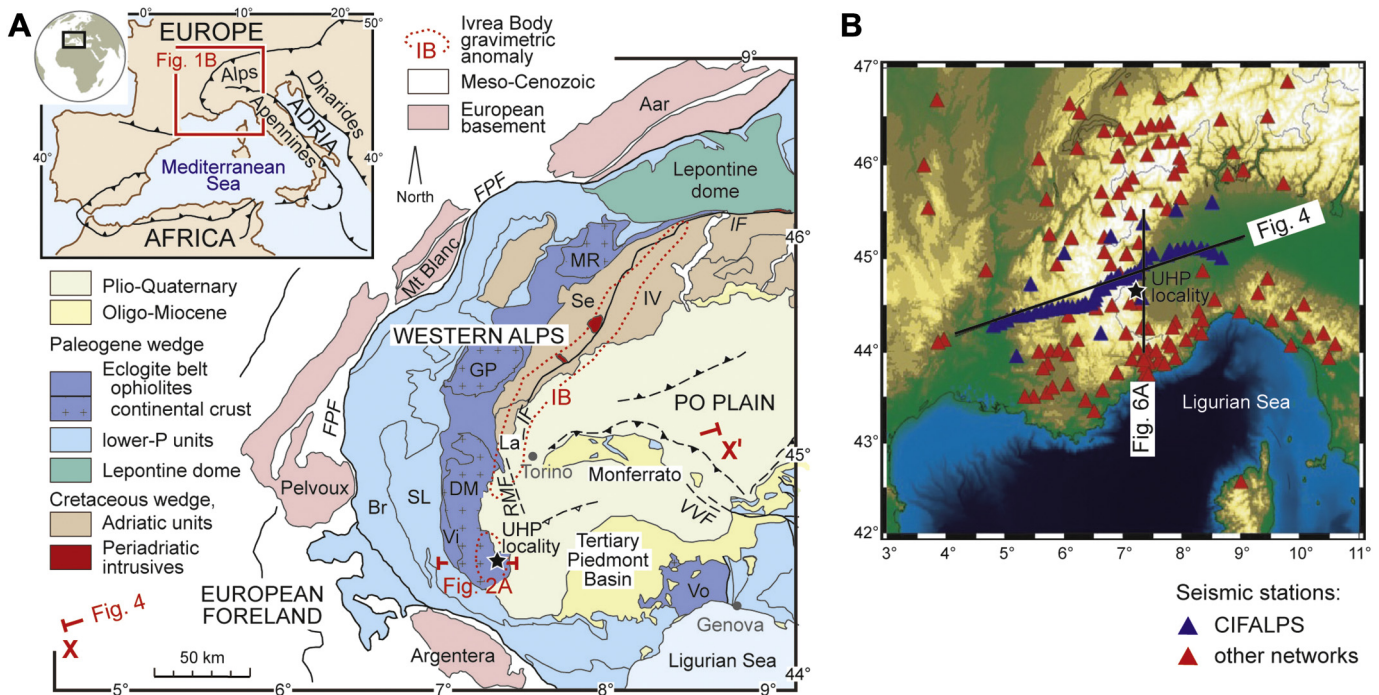 A
0°
10°
20°
50°
EUROPE
Fig. 1B
Alps
Dinarides
ADRIA
Apennines
40°
40°
Mediterranean
Sea
AFRICA
IB
Ivrea Body
gravimetric
anomaly
Meso-Cenozoic
European
basement
North
9°
Aar
Lepontine
dome
FPF
IF
46°
Mt Blanc
MR
Se
IV
WESTERN ALPS
GP
IB
IF
PO PLAIN
X'
FPF
La
Torino
45°
Monferrato
Pelvoux
Br
SL
DM
RMF
VVF
Vi
UHP
locality
Tertiary
Piedmont
Basin
Fig. 2A
Vo
Genova
EUROPEAN
FORELAND
Fig. 4
X
50 km
Argentera
Ligurian Sea
44°
5°
6°
7°
8°
9°
Plio-Quaternary
Oligo-Miocene
Paleogene wedge
Eclogite belt
ophiolites
continental crust
lower-P units
Lepontine dome
Cretaceous wedge,
Adriatic units
Periadriatic
intrusives
B
47°
46°
45°
44°
43°
42°
Fig. 4
UHP
locality
Fig. 6A
Ligurian Sea
3°
5°
6°
7°
8°
9°
10°
11°
Seismic stations:
CIFALPS
other networks